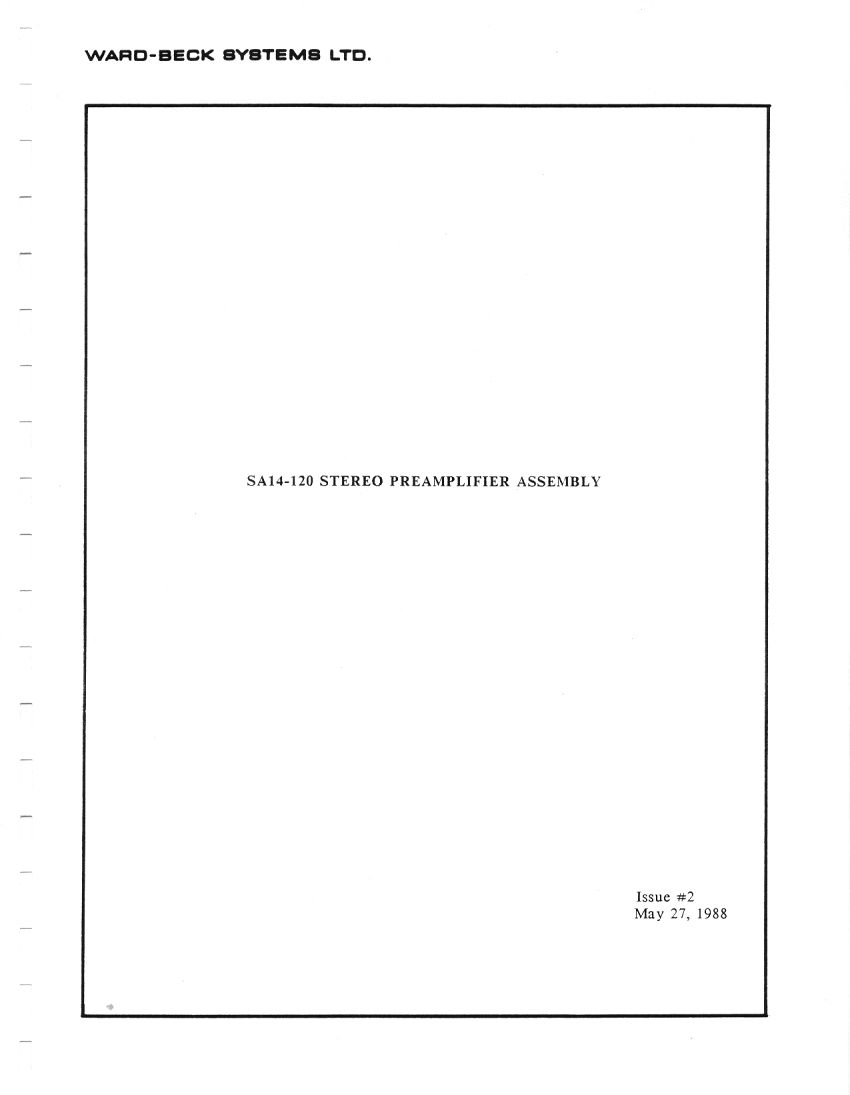 WARD-BECK SYSTEMS LTD.
SA14-120 STEREO PREAMPLIFIER ASSEMBLY
Issue #2
May 27, 1988